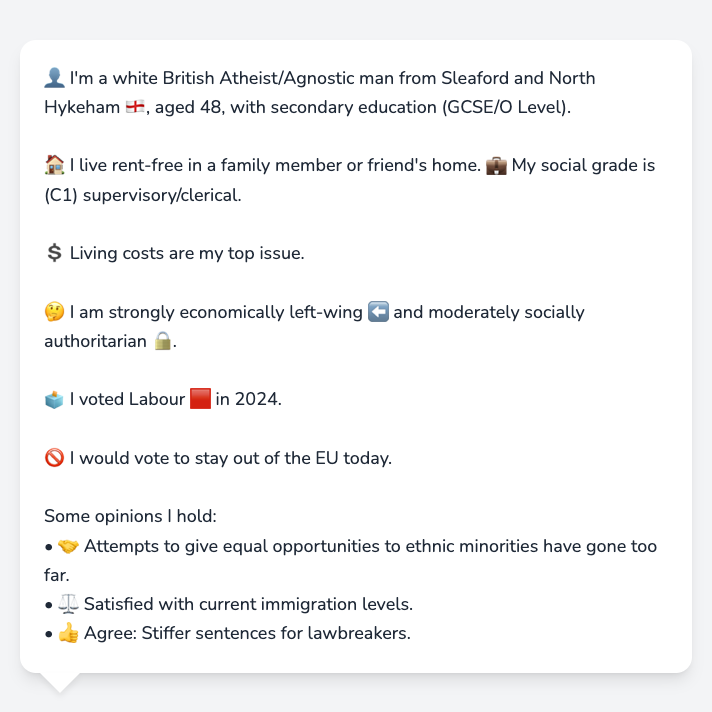 👤 I'm a white British Atheist/Agnostic man from Sleaford and North
Hykeham 🏴󠁧󠁢󠁥󠁮󠁧󠁿, aged 48, with secondary education (GCSE/O Level).
🏠 I live rent-free in a family member or friend's home. 💼 My social grade is
(C1) supervisory/clerical.
💲 Living costs are my top issue.
🤔 I am strongly economically left-wing ⬅️ and moderately socially
authoritarian 🔒.
🗳️ I voted Labour 🟥 in 2024.
🚫 I would vote to stay out of the EU today.
Some opinions I hold:
• 🤝 Attempts to give equal opportunities to ethnic minorities have gone too
far.
• ⚖️ Satisfied with current immigration levels.
• 👍 Agree: Stiffer sentences for lawbreakers.